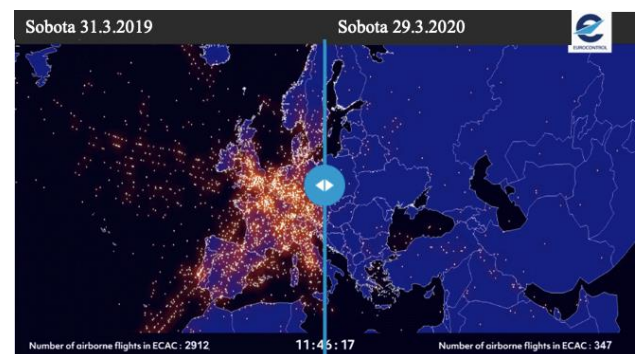 Sobota 31.3.2019
Sobota 29.3.2020
EUROCONTROL
Number of airborne flights in ECAC : 2912
11:46:17
Number of airborne flights in ECAC : 347